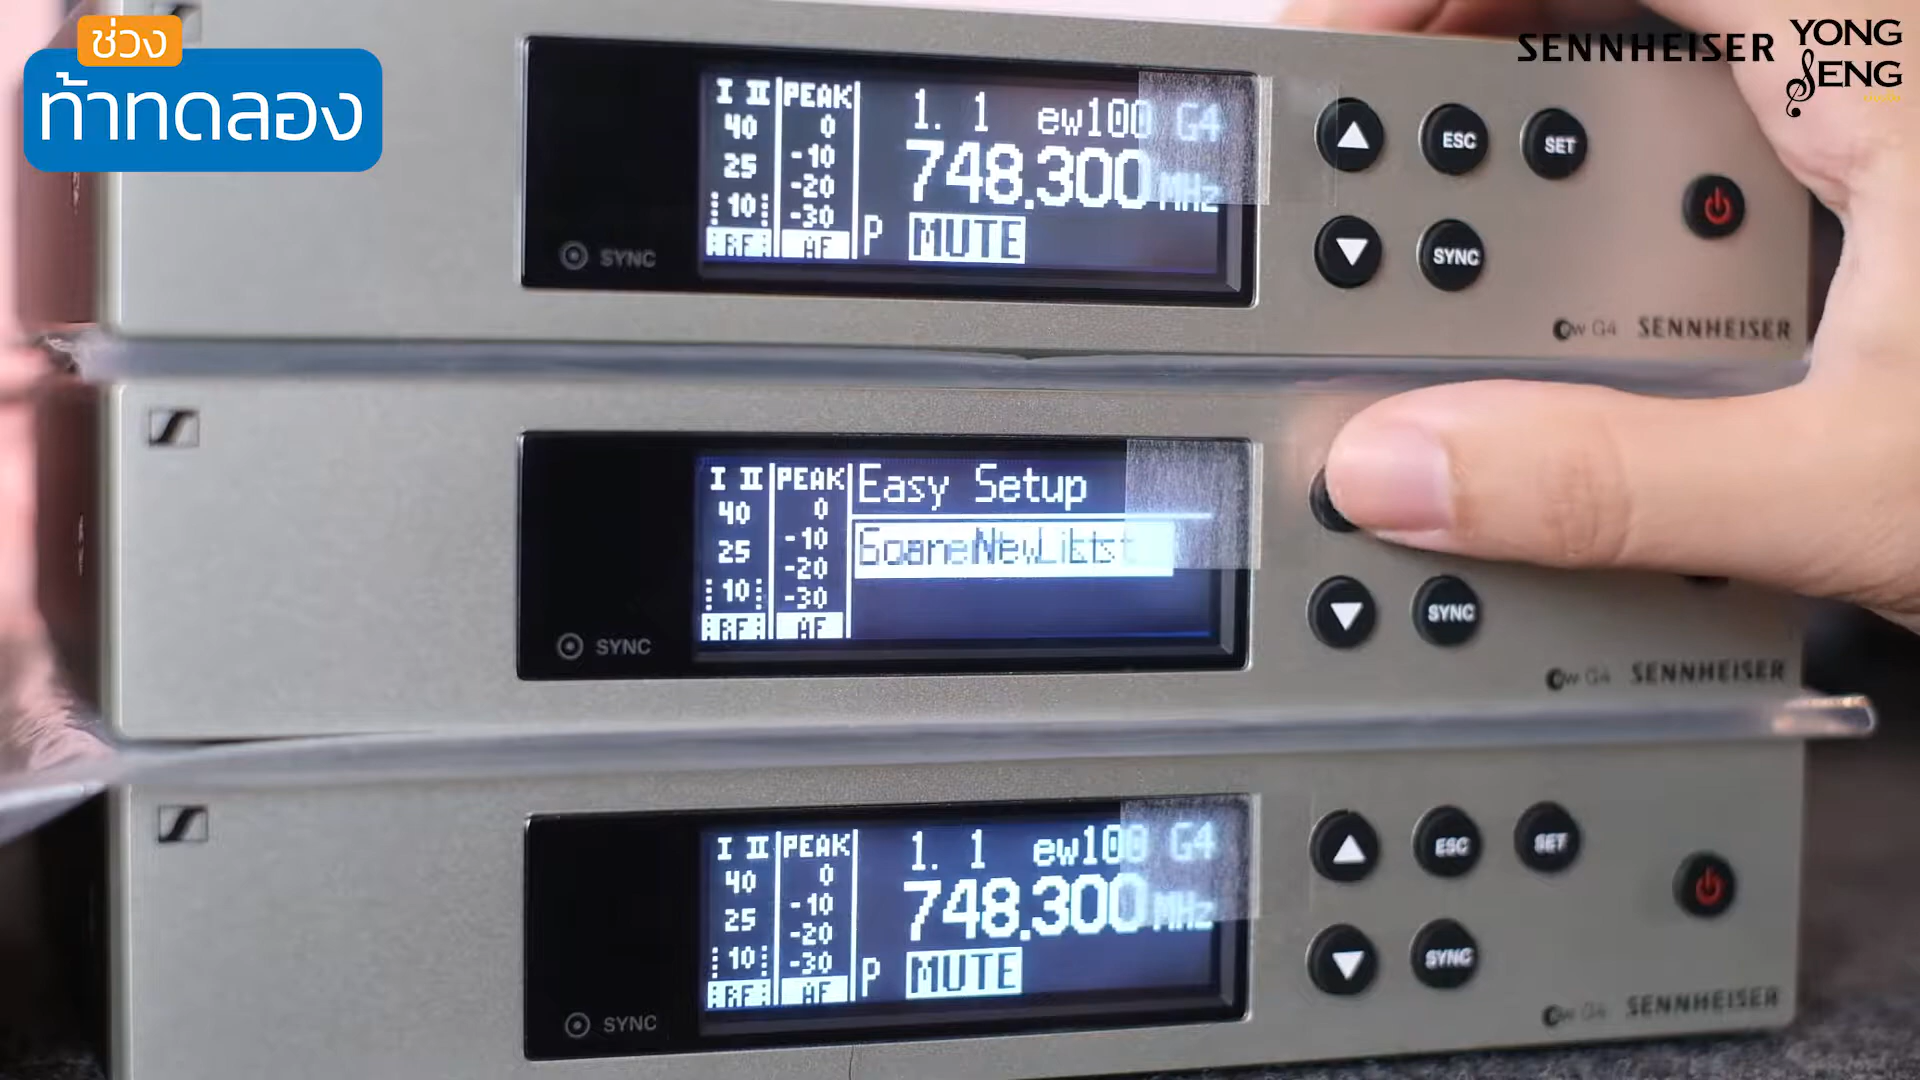 ช่วง
ท้าทดลอง
SENNHEISER
YONG
SENG
I II PEAK
40 0
25 -10
-20
10 -30
RF AF
1. 1 ew100 G4
748.300 MHz
P MUTE
SYNC
ESC
SET
SYNC
ew G4 SENNHEISER
I II PEAK
40 0
25 -10
-20
10 -30
RF AF
Easy Setup
SYNC
SYNC
ew G4 SENNHEISER
I II PEAK
40 0
25 -10
-20
10 -30
RF AF
1. 1 ew100 G4
748.300 MHz
P MUTE
SYNC
ESC
SET
SYNC
ew G4 SENNHEISER